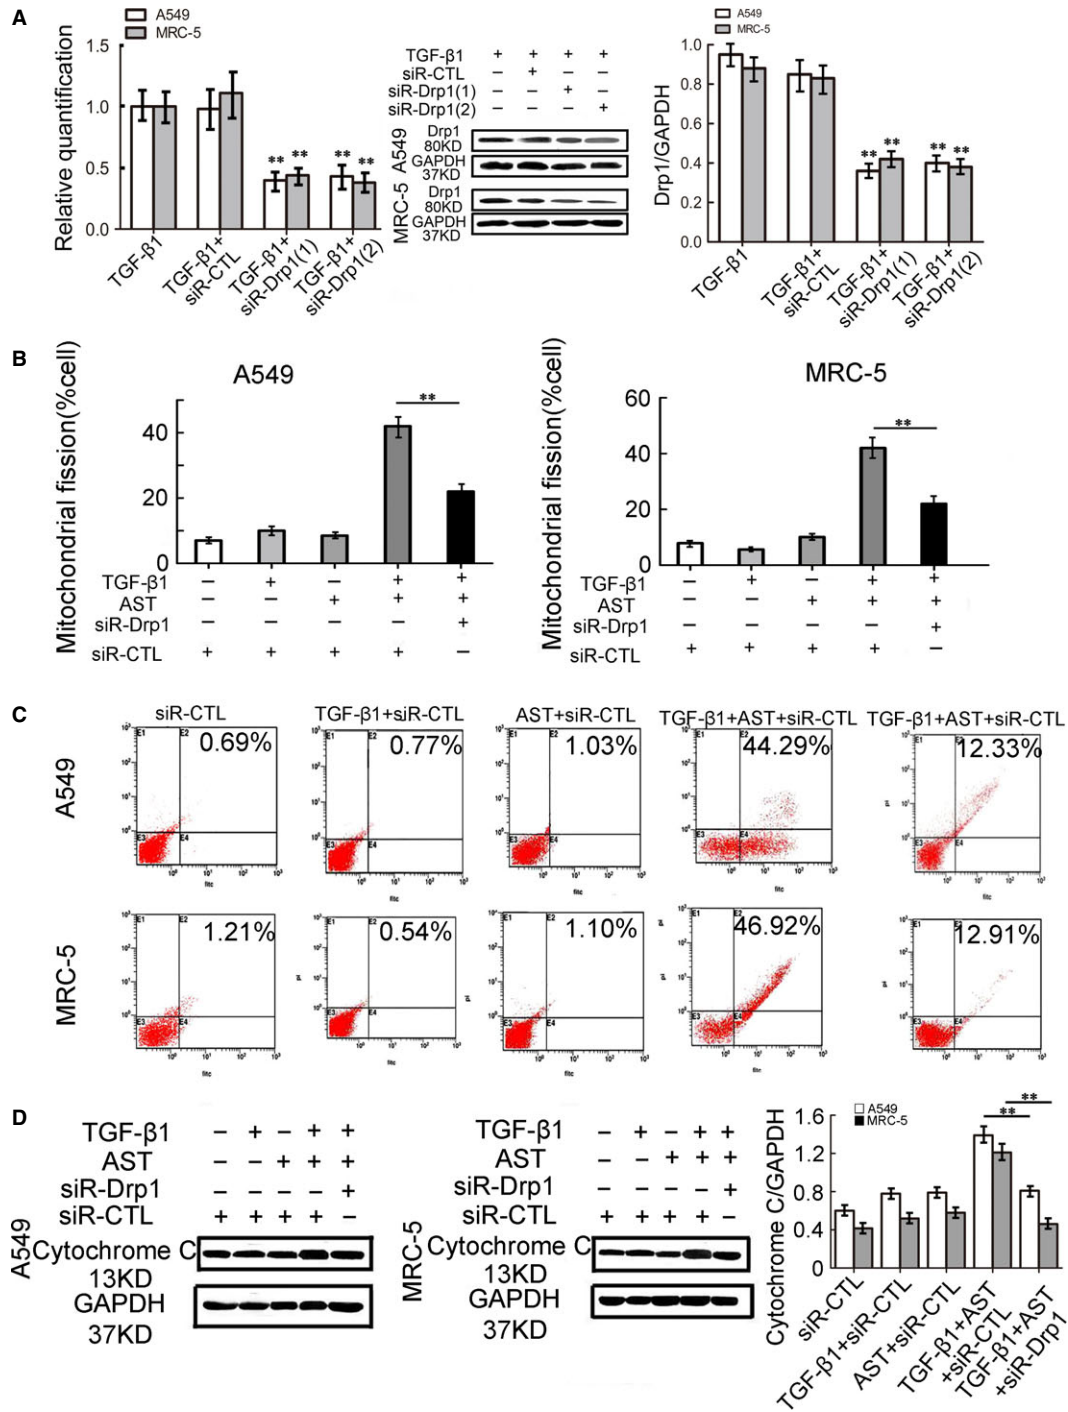 A
A549
MRC-5
Relative quantification
1.5
1.0
0.5
0.0
** ** ** **
TGF-β1
TGF-β1+
siR-CTL
TGF-β1+
siR-Drp1(1)
TGF-β1+
siR-Drp1(2)
TGF-β1 + + + +
siR-CTL − + − −
siR-Drp1(1) − − + −
siR-Drp1(2) − − − +
A549
Drp1
80KD
GAPDH
37KD
MRC-5
Drp1
80KD
GAPDH
37KD
A549
MRC-5
Drp1/GAPDH
1.0
0.8
0.6
0.4
0.2
0.0
** ** ** **
TGF-β1
TGF-β1+
siR-CTL
TGF-β1+
siR-Drp1(1)
TGF-β1+
siR-Drp1(2)
B
A549
Mitochondrial fission(%cell)
40
20
0
**
TGF-β1 − + − + +
AST − − + + +
siR-Drp1 − − − − +
siR-CTL + + + + −
MRC-5
Mitochondrial fission(%cell)
60
40
20
0
**
TGF-β1 − + − + +
AST − − + + +
siR-Drp1 − − − − +
siR-CTL + + + + −
C
siR-CTL
TGF-β1+siR-CTL
AST+siR-CTL
TGF-β1+AST+siR-CTL
TGF-β1+AST+siR-CTL
A549
0.69%
0.77%
1.03%
44.29%
12.33%
MRC-5
1.21%
0.54%
1.10%
46.92%
12.91%
D
A549
TGF-β1 − + − + +
AST − − + + +
siR-Drp1 − − − − +
siR-CTL + + + + −
Cytochrome C
13KD
GAPDH
37KD
MRC-5
TGF-β1 − + − + +
AST − − + + +
siR-Drp1 − − − − +
siR-CTL + + + + −
Cytochrome C
13KD
GAPDH
37KD
A549
MRC-5
Cytochrome C/GAPDH
1.6
1.2
0.8
0.4
0
**
**
siR-CTL
TGF-β1+siR-CTL
AST+siR-CTL
TGF-β1+AST
+siR-CTL
TGF-β1+AST
+siR-Drp1